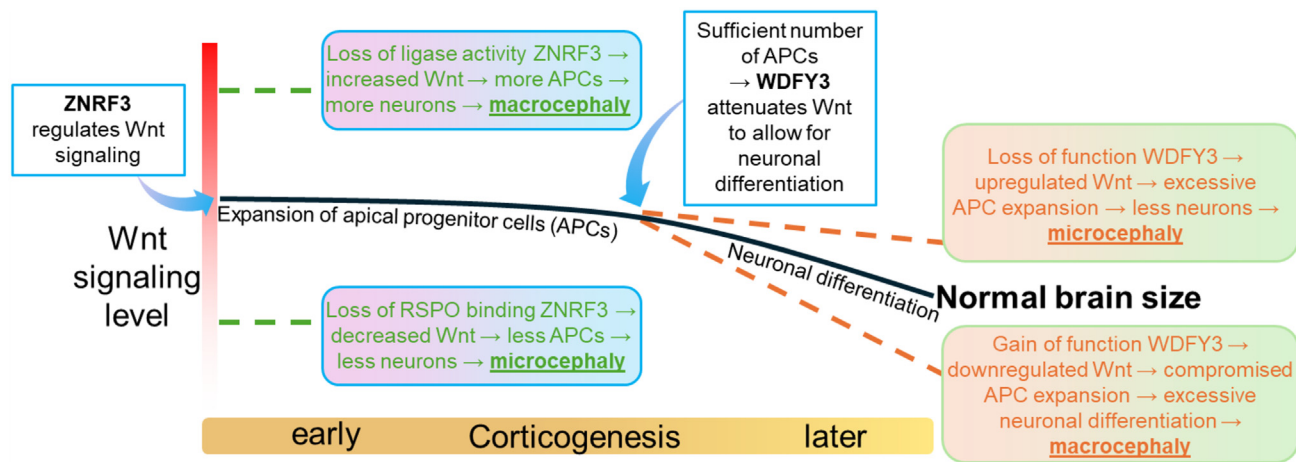 ZNRF3
regulates Wnt
signaling
Loss of ligase activity ZNRF3 →
increased Wnt → more APCs →
more neurons → macrocephaly
Sufficient number
of APCs
→ WDFY3
attenuates Wnt
to allow for
neuronal
differentiation
Loss of function WDFY3 →
upregulated Wnt → excessive
APC expansion → less neurons →
microcephaly
Wnt
signaling
level
Expansion of apical progenitor cells (APCs)
Neuronal differentiation
Normal brain size
Loss of RSPO binding ZNRF3 →
decreased Wnt → less APCs →
less neurons → microcephaly
Gain of function WDFY3 →
downregulated Wnt → compromised
APC expansion → excessive
neuronal differentiation →
macrocephaly
early Corticogenesis later